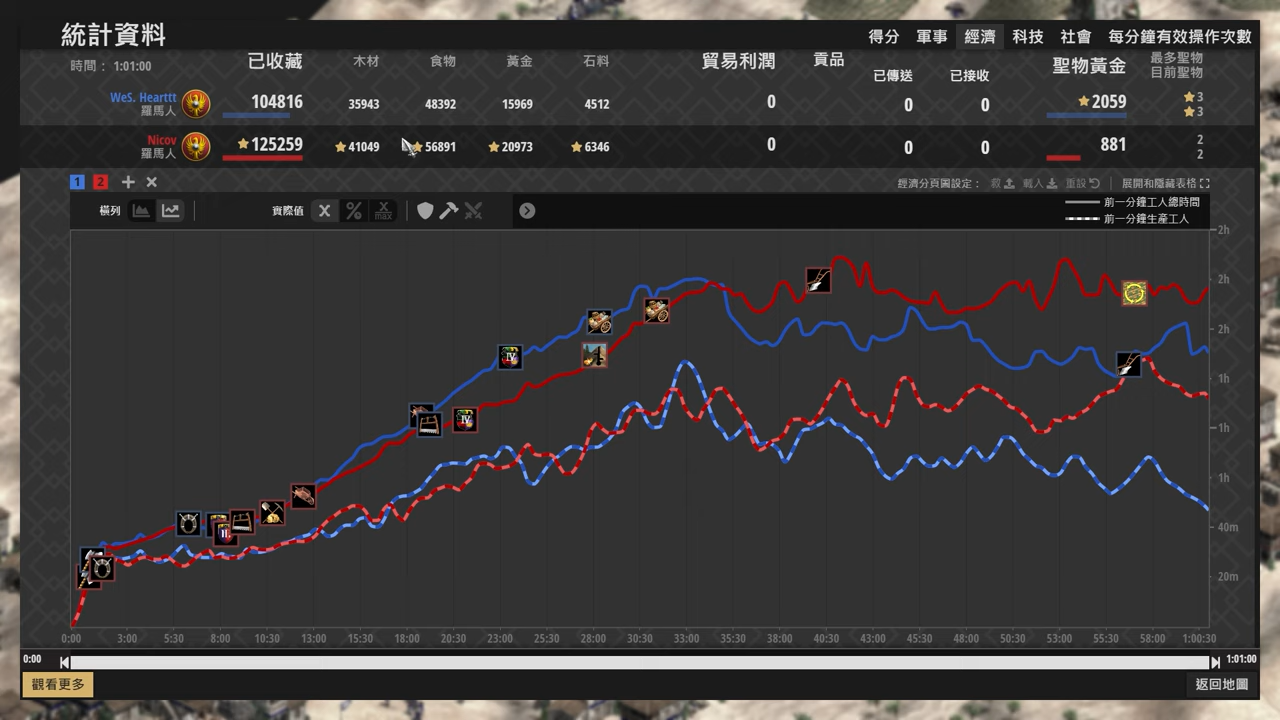 統計資料
得分 軍事 經濟 科技 社會 每分鐘有效操作次數
時間： 1:01:00
已收藏 木材 食物 黃金 石料 貿易利潤 貢品 已傳送 已接收 聖物黃金 最多聖物 目前聖物
WeS. Hearttt
羅馬人
104816 35943 48392 15969 4512 0 0 0 2059 3
3
Nicov
羅馬人
125259 41049 56891 20973 6346 0 0 0 881 2
2
1 2 + ×
經濟分頁圖設定： 載入 重設 | 展開和隱藏表格
橫列 實際值 X % X max
前一分鐘工人總時間
前一分鐘生產工人
2h
2h
2h
1h
1h
1h
40m
20m
IV IV II
0:00 3:00 5:30 8:00 10:30 13:00 15:30 18:00 20:30 23:00 25:30 28:00 30:30 33:00 35:30 38:00 40:30 43:00 45:30 48:00 50:30 53:00 55:30 58:00 1:00:30
0:00 1:01:00
觀看更多 返回地圖